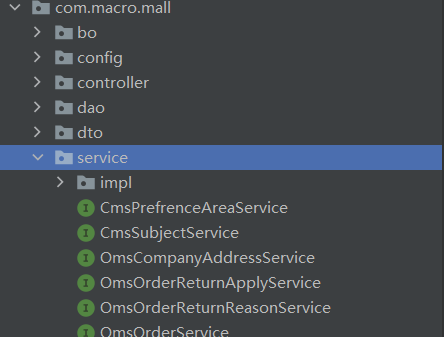 com.macro.mall
bo
config
controller
dao
dto
service
impl
I CmsPrefrenceAreaService
I CmsSubjectService
I OmsCompanyAddressService
I OmsOrderReturnApplyService
I OmsOrderReturnReasonService
I OmsOrderService